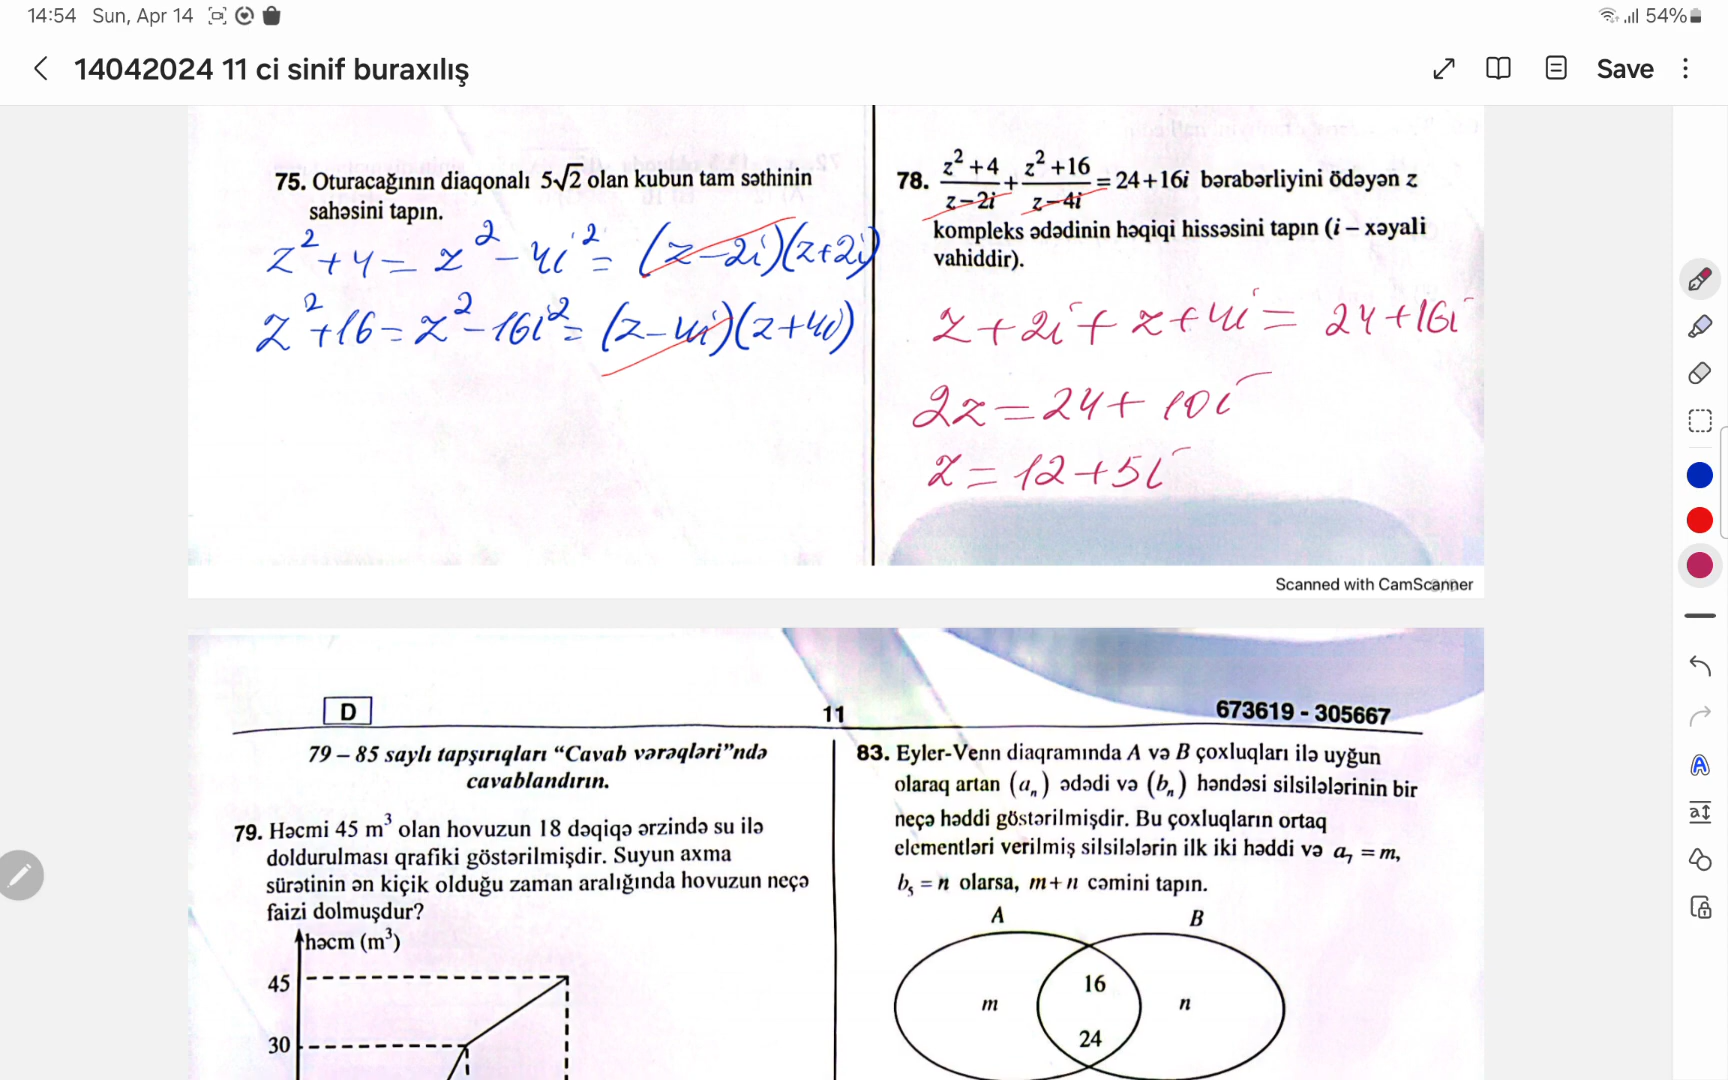 14:54 Sun, Apr 14
54%
14042024 11 ci sinif buraxılış
Save
75. Oturacağının diaqonalı 5√2 olan kubun tam səthinin
sahəsini tapın.
z² + 4 = z² - 4i² = (z-2i)(z+2i)
z² + 16 = z² - 16i² = (z-4i)(z+4i)
78. (z²+4)/(z-2i) + (z²+16)/(z-4i) = 24+16i bərabərliyini ödəyən z
kompleks ədədinin həqiqi hissəsini tapın (i – xəyali
vahiddir).
z + 2i + z + 4i = 24 + 16i
2z = 24 + 10i
z = 12 + 5i
Scanned with CamScanner
D
11
673619 - 305667
79 – 85 saylı tapşırıqları “Cavab vərəqləri”ndə
cavablandırın.
79. Həcmi 45 m³ olan hovuzun 18 dəqiqə ərzində su ilə
doldurulması qrafiki göstərilmişdir. Suyun axma
sürətinin ən kiçik olduğu zaman aralığında hovuzun neçə
faizi dolmuşdur?
həcm (m³)
45
30
83. Eyler-Venn diaqramında A və B çoxluqları ilə uyğun
olaraq artan (aₙ) ədədi və (bₙ) həndəsi silsilələrinin bir
neçə həddi göstərilmişdir. Bu çoxluqların ortaq
elementləri verilmiş silsilələrin ilk iki həddi və a₇ = m,
b₅ = n olarsa, m+n cəmini tapın.
A
B
16
m
n
24